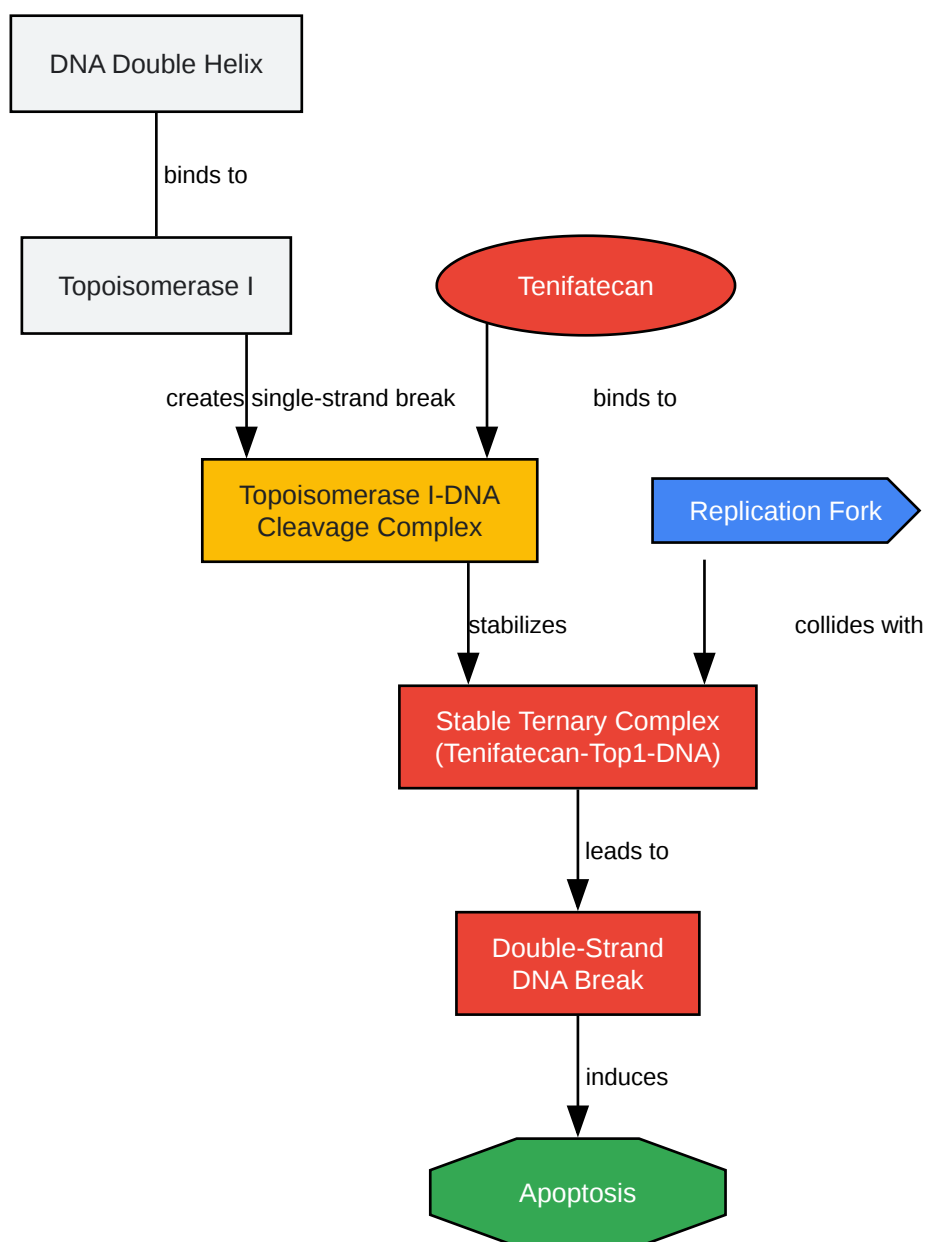 DNA Double Helix
binds to
Topoisomerase I
Tenifatecan
creates single-strand break
binds to
Topoisomerase I-DNA
Cleavage Complex
Replication Fork
stabilizes
collides with
Stable Ternary Complex
(Tenifatecan-Top1-DNA)
leads to
Double-Strand
DNA Break
induces
Apoptosis